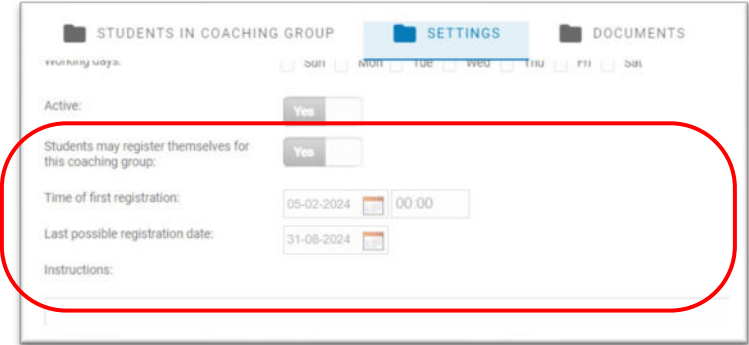 STUDENTS IN COACHING GROUP SETTINGS DOCUMENTS
Working days: Sun Mon Tue Wed Thu Fri Sat
Active: Yes
Students may register themselves for
this coaching group: Yes
Time of first registration: 05-02-2024 00:00
Last possible registration date: 31-08-2024
Instructions: